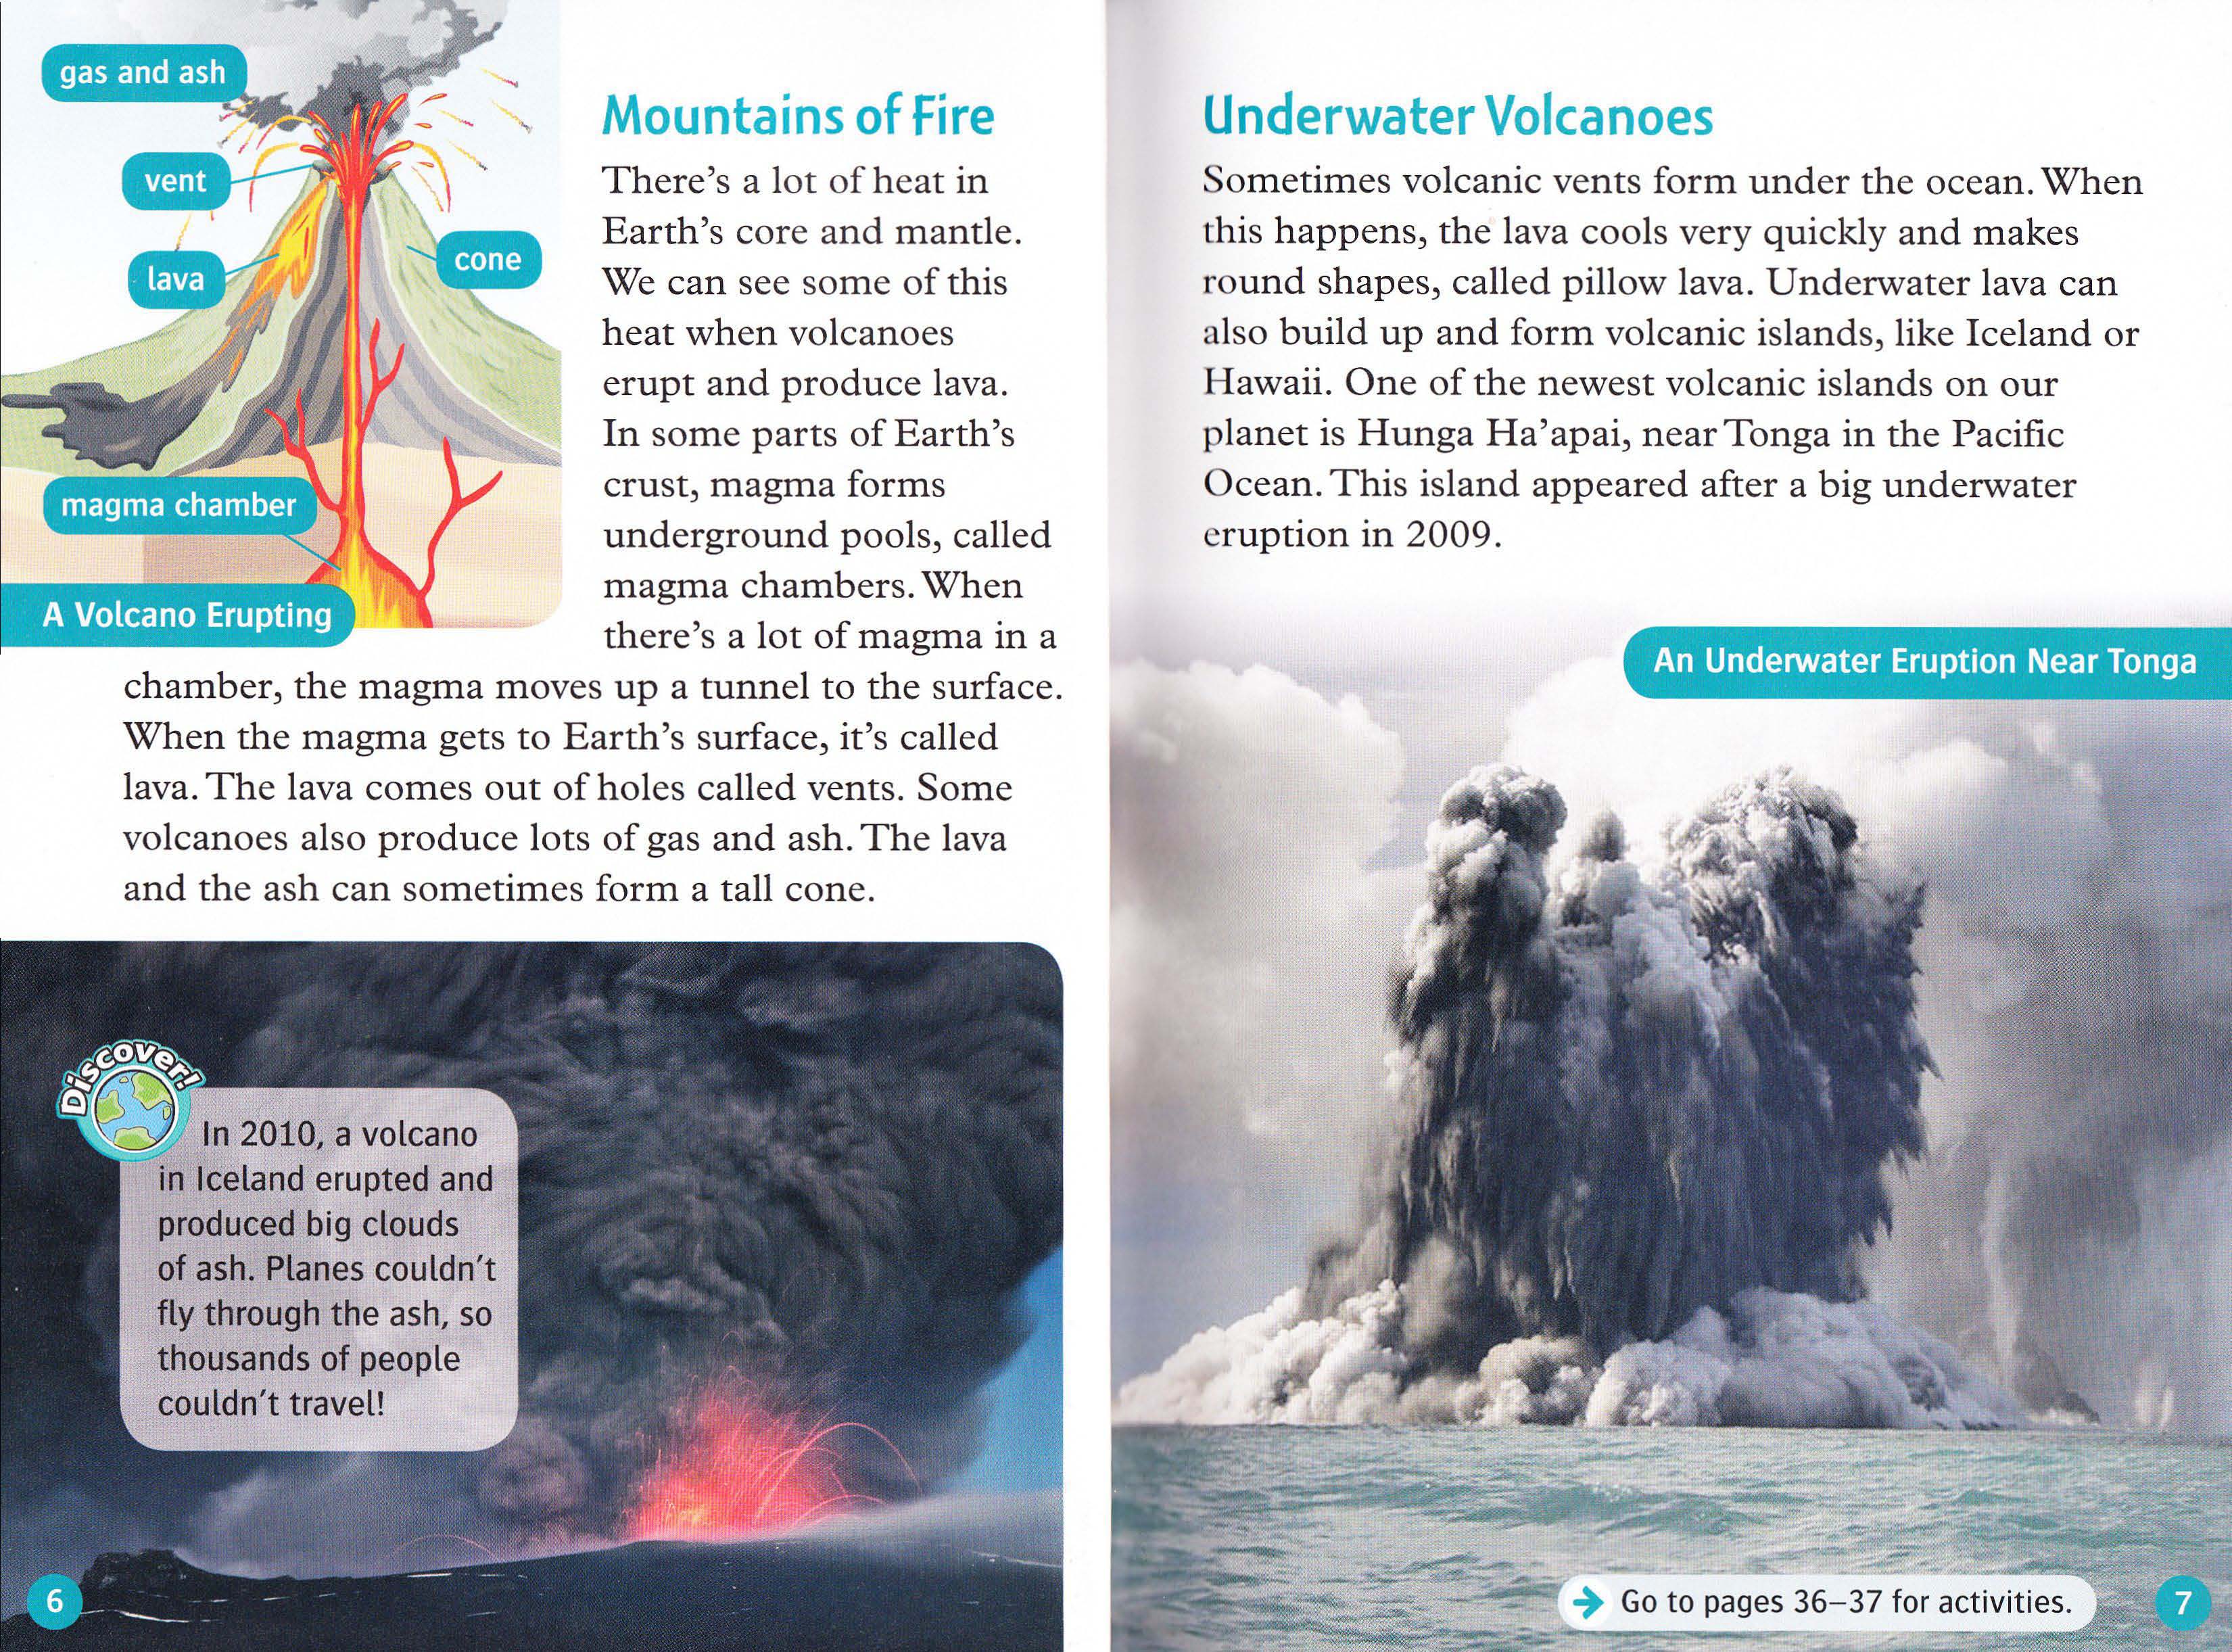 gas and ash
vent
lava
cone
magma chamber
A Volcano Erupting
Mountains of Fire
There's a lot of heat in
Earth's core and mantle.
We can see some of this
heat when volcanoes
erupt and produce lava.
In some parts of Earth's
crust, magma forms
underground pools, called
magma chambers. When
there's a lot of magma in a
chamber, the magma moves up a tunnel to the surface.
When the magma gets to Earth's surface, it's called
lava. The lava comes out of holes called vents. Some
volcanoes also produce lots of gas and ash. The lava
and the ash can sometimes form a tall cone.
Discover!
In 2010, a volcano
in Iceland erupted and
produced big clouds
of ash. Planes couldn't
fly through the ash, so
thousands of people
couldn't travel!
6
Underwater Volcanoes
Sometimes volcanic vents form under the ocean. When
this happens, the lava cools very quickly and makes
round shapes, called pillow lava. Underwater lava can
also build up and form volcanic islands, like Iceland or
Hawaii. One of the newest volcanic islands on our
planet is Hunga Ha'apai, near Tonga in the Pacific
Ocean. This island appeared after a big underwater
eruption in 2009.
An Underwater Eruption Near Tonga
Go to pages 36–37 for activities.
7